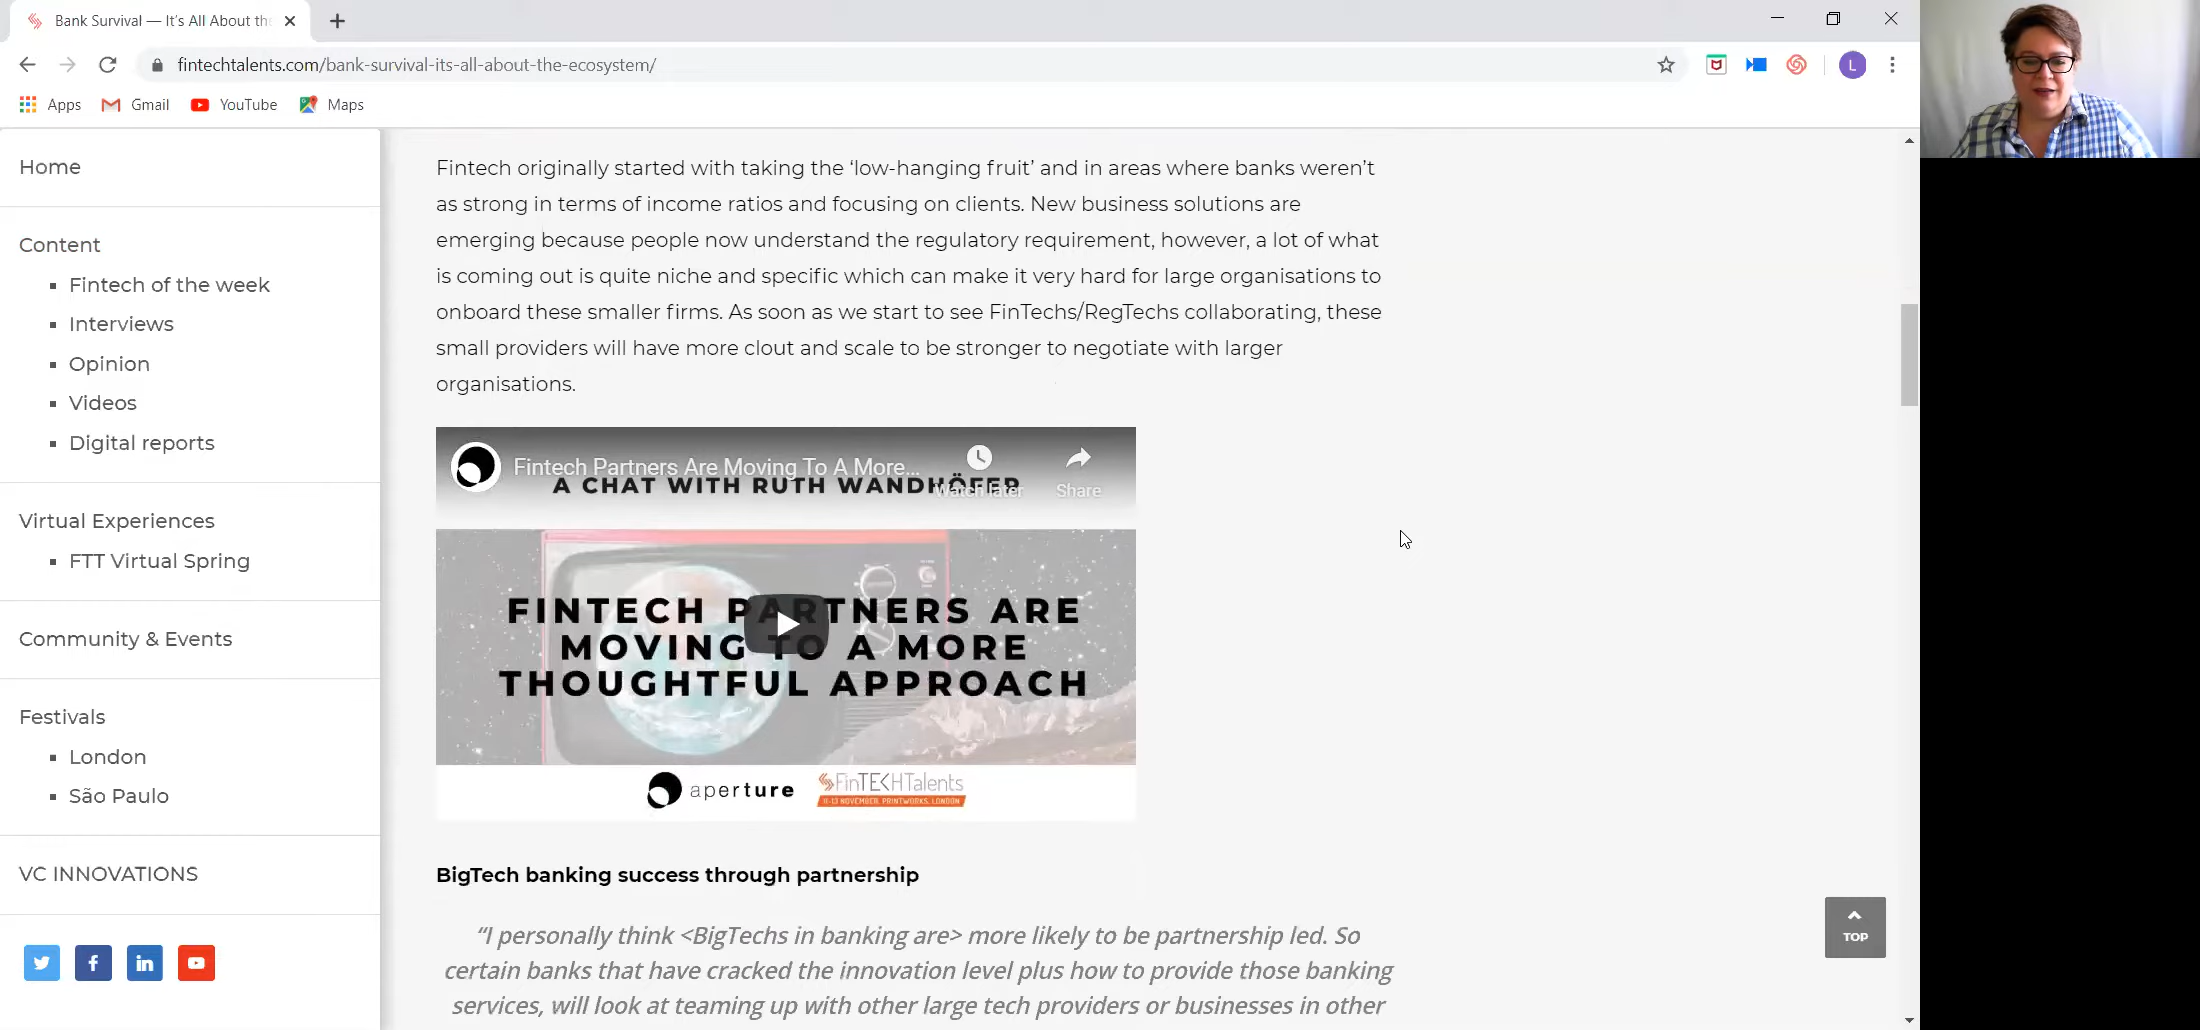 Bank Survival — It's All About the
fintechtalents.com/bank-survival-its-all-about-the-ecosystem/
L
Apps
Gmail
YouTube
Maps
Home
Content
Fintech of the week
Interviews
Opinion
Videos
Digital reports
Virtual Experiences
FTT Virtual Spring
Community & Events
Festivals
London
São Paulo
VC INNOVATIONS
Fintech originally started with taking the ‘low-hanging fruit’ and in areas where banks weren’t
as strong in terms of income ratios and focusing on clients. New business solutions are
emerging because people now understand the regulatory requirement, however, a lot of what
is coming out is quite niche and specific which can make it very hard for large organisations to
onboard these smaller firms. As soon as we start to see FinTechs/RegTechs collaborating, these
small providers will have more clout and scale to be stronger to negotiate with larger
organisations.
Fintech Partners Are Moving To A More...
A CHAT WITH RUTH WANDHÖFER
Watch later
Share
FINTECH PARTNERS ARE
MOVING TO A MORE
THOUGHTFUL APPROACH
aperture
FinTECHTalents
11-13 NOVEMBER. PRINTWORKS, LONDON
BigTech banking success through partnership
“I personally think <BigTechs in banking are> more likely to be partnership led. So
certain banks that have cracked the innovation level plus how to provide those banking
services, will look at teaming up with other large tech providers or businesses in other
TOP